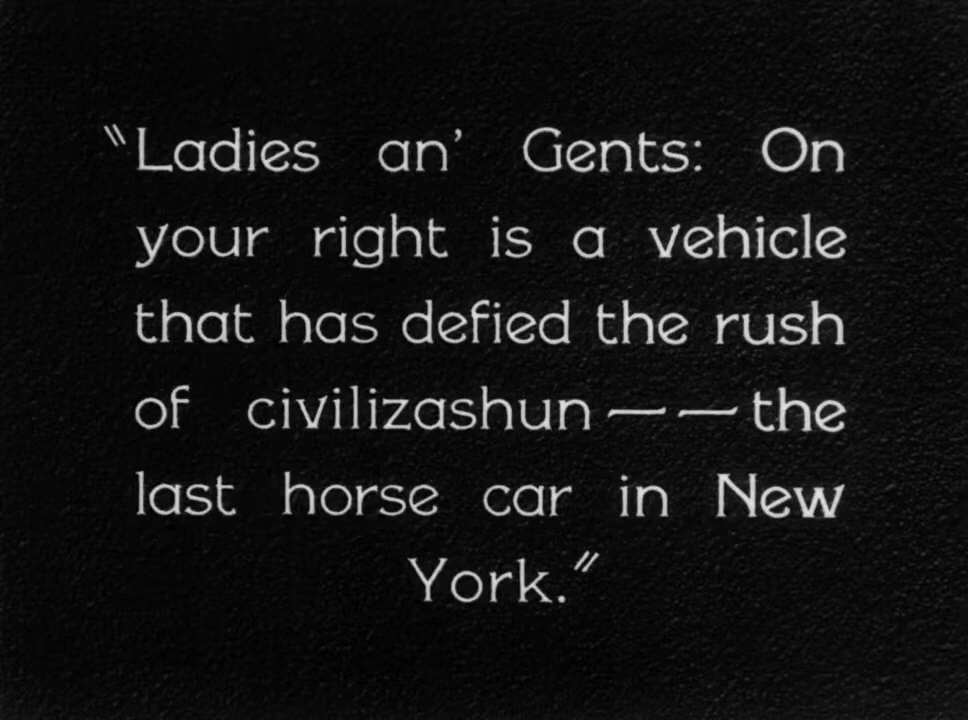 "Ladies an' Gents: On
your right is a vehicle
that has defied the rush
of civilizashun——the
last horse car in New
York."